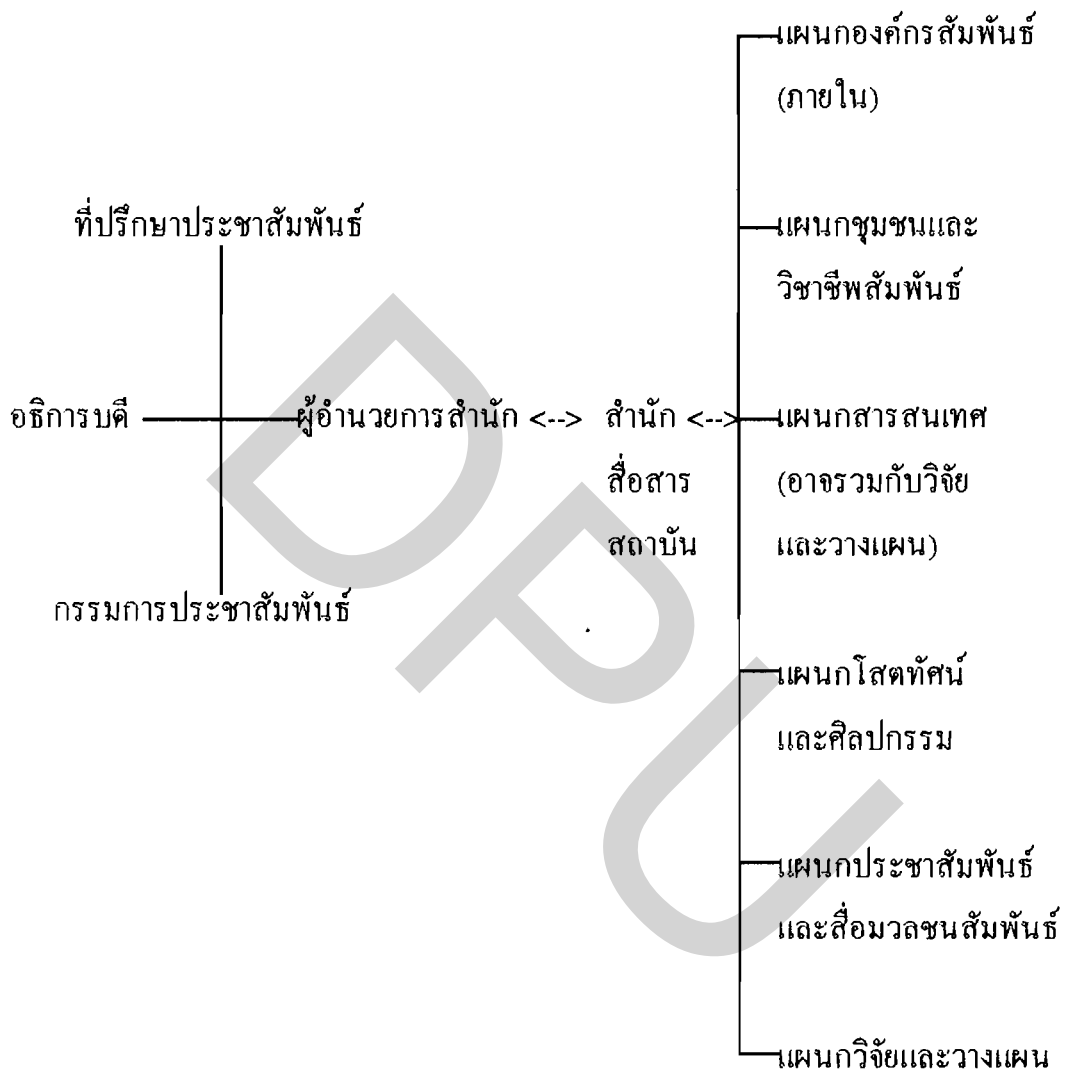 แผนกองค์กรสัมพันธ์
(ภายใน)
ที่ปรึกษาประชาสัมพันธ์
แผนกชุมชนและ
วิชาชีพสัมพันธ์
อธิการบดี
ผู้อำนวยการสำนัก <--> สำนัก <-->
สื่อสาร
สถาบัน
แผนกสารสนเทศ
(อาจรวมกับวิจัย
และวางแผน)
กรรมการประชาสัมพันธ์
แผนกโสตทัศน์
และศิลปกรรม
แผนกประชาสัมพันธ์
และสื่อมวลชนสัมพันธ์
แผนกวิจัยและวางแผน
DPU